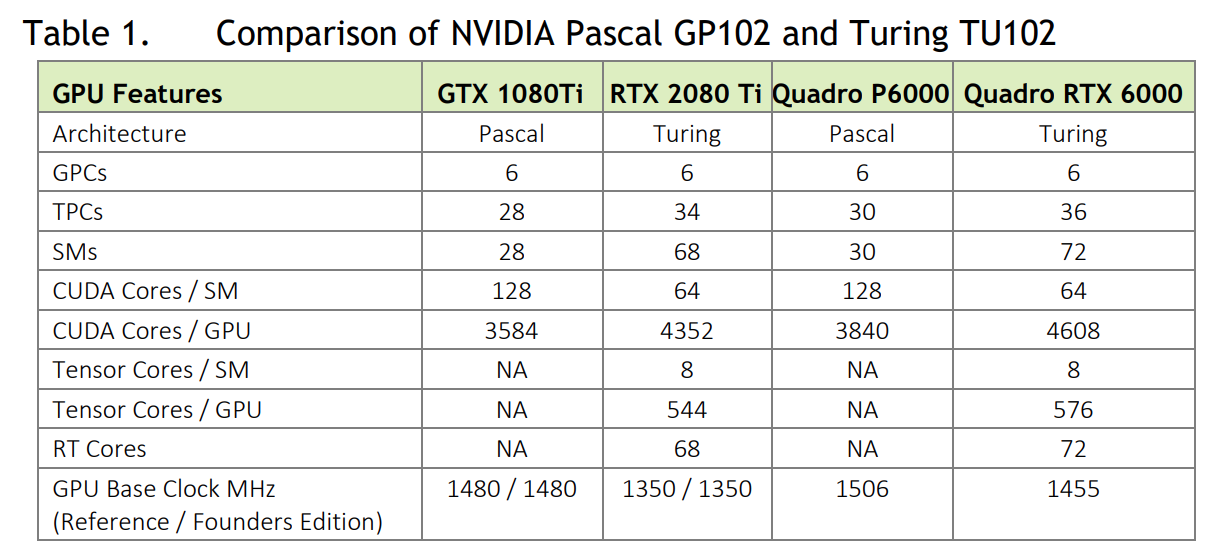 Table 1. Comparison of NVIDIA Pascal GP102 and Turing TU102
GPU Features GTX 1080Ti RTX 2080 Ti Quadro P6000 Quadro RTX 6000
Architecture Pascal Turing Pascal Turing
GPCs 6 6 6 6
TPCs 28 34 30 36
SMs 28 68 30 72
CUDA Cores / SM 128 64 128 64
CUDA Cores / GPU 3584 4352 3840 4608
Tensor Cores / SM NA 8 NA 8
Tensor Cores / GPU NA 544 NA 576
RT Cores NA 68 NA 72
GPU Base Clock MHz 1480 / 1480 1350 / 1350 1506 1455
(Reference / Founders Edition)